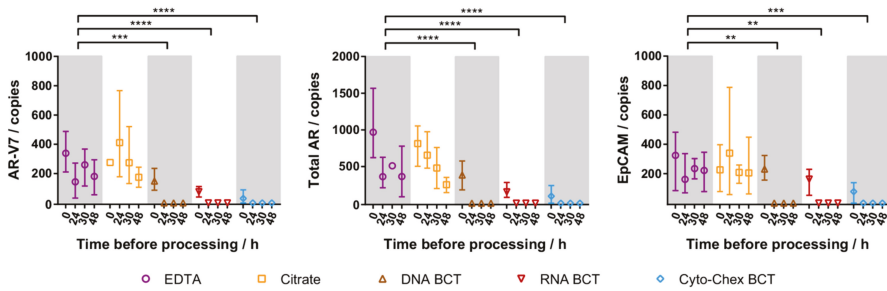 ****
****
***
AR-V7 / copies
1000
800
600
400
200
0
0 24 30 48 0 24 30 48 0 24 30 48 0 24 30 48 0 24 30 48
Time before processing / h
****
****
****
Total AR / copies
2000
1500
1000
500
0
0 24 30 48 0 24 30 48 0 24 30 48 0 24 30 48 0 24 30 48
Time before processing / h
***
**
**
EpCAM / copies
1000
800
600
400
200
0 24 30 48 0 24 30 48 0 24 30 48 0 24 30 48 0 24 30 48
Time before processing / h
EDTA Citrate DNA BCT RNA BCT Cyto-Chex BCT